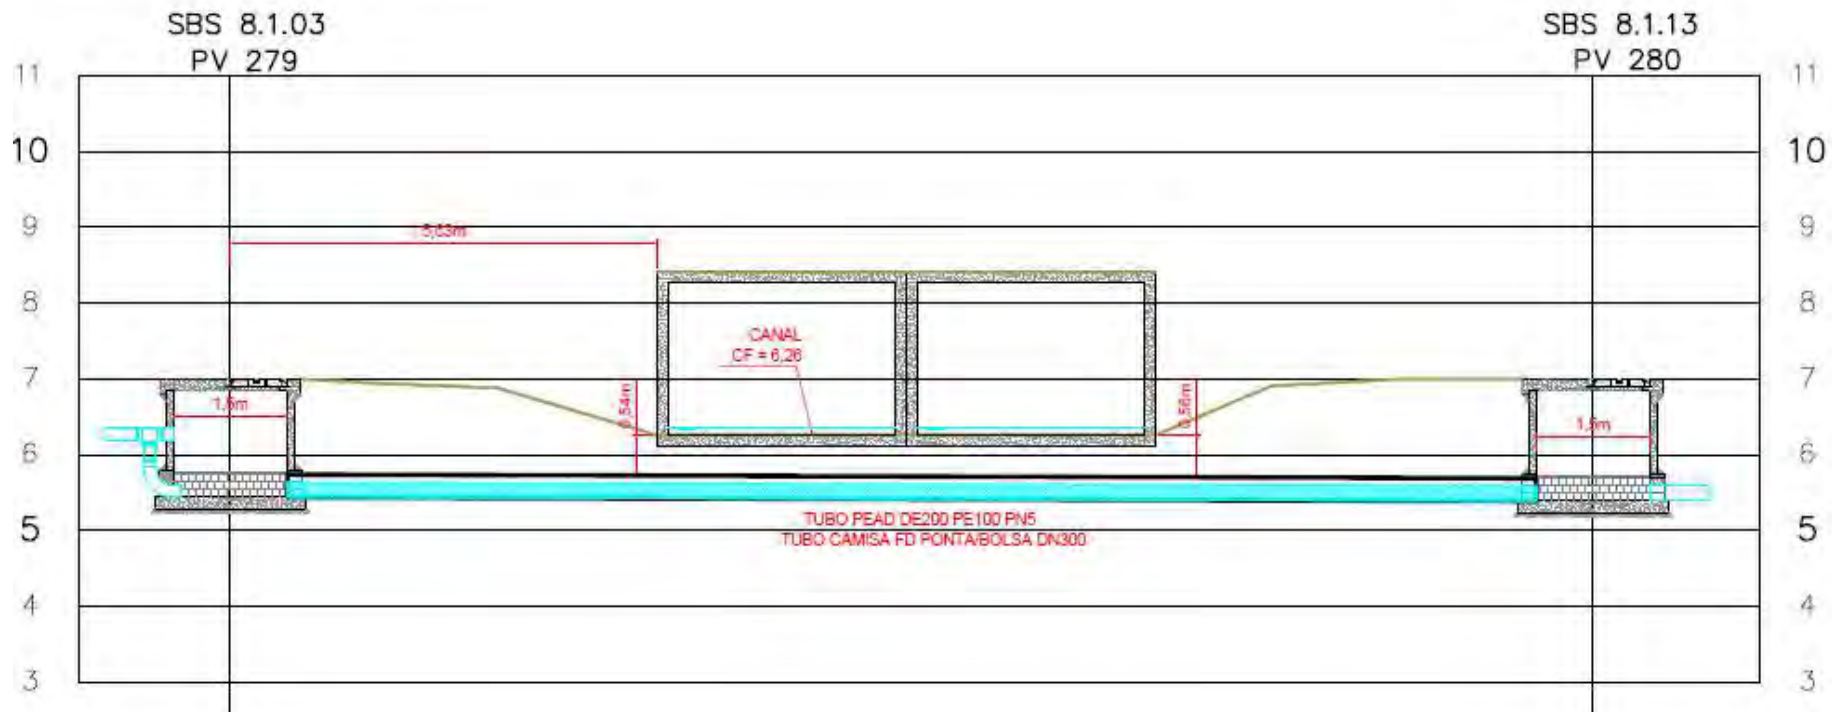 SBS 8.1.03
PV 279
SBS 8.1.13
PV 280
11
11
10
10
9
9
5,63m
8
8
CANAL
CF = 6,26
7
7
1,5m
0,54m
0,56m
1,5m
6
6
5
5
TUBO PEAD DE200 PE100 PN5
TUBO CAMISA FD PONTA/BOLSA DN300
4
4
3
3